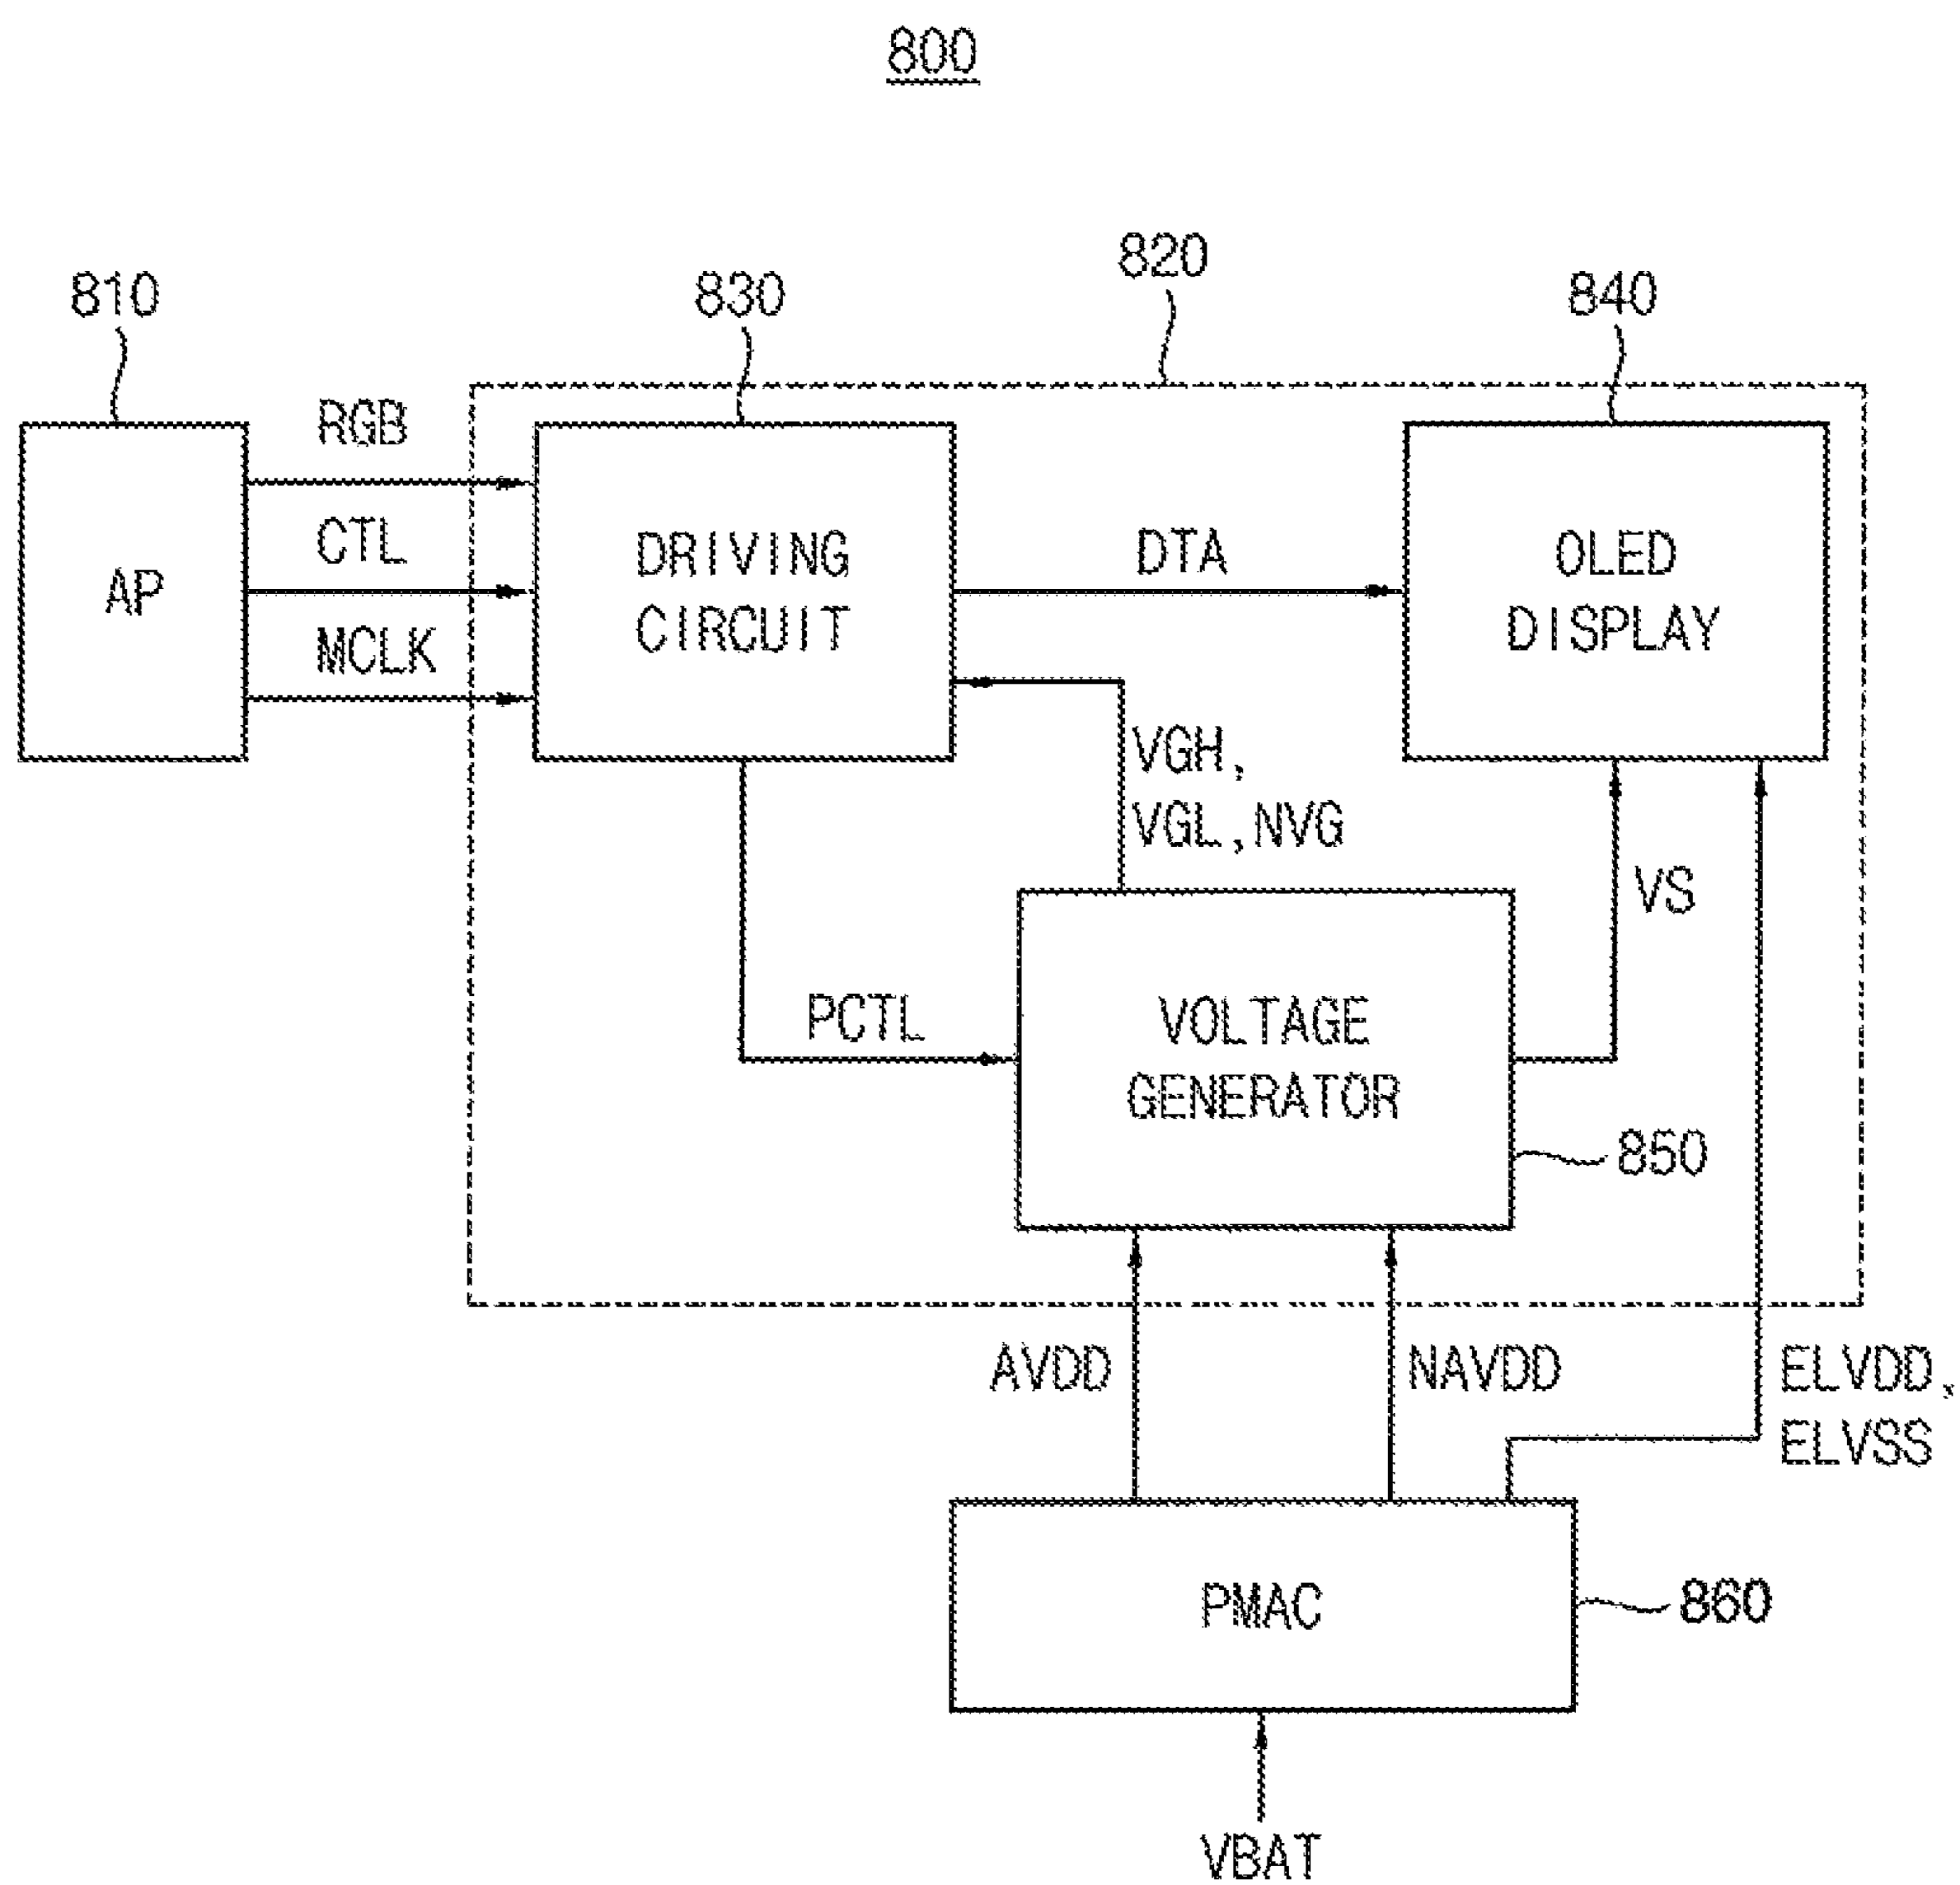 800
820
810
830
840
RGB
CTL
MCLK
AP
DRIVING
CIRCUIT
DTA
OLED
DISPLAY
VGH,
VGL,NVG
VS
PCTL
VOLTAGE
GENERATOR
850
AVDD
NAVDD
ELVDD,
ELVSS
PMAC
860
VBAT